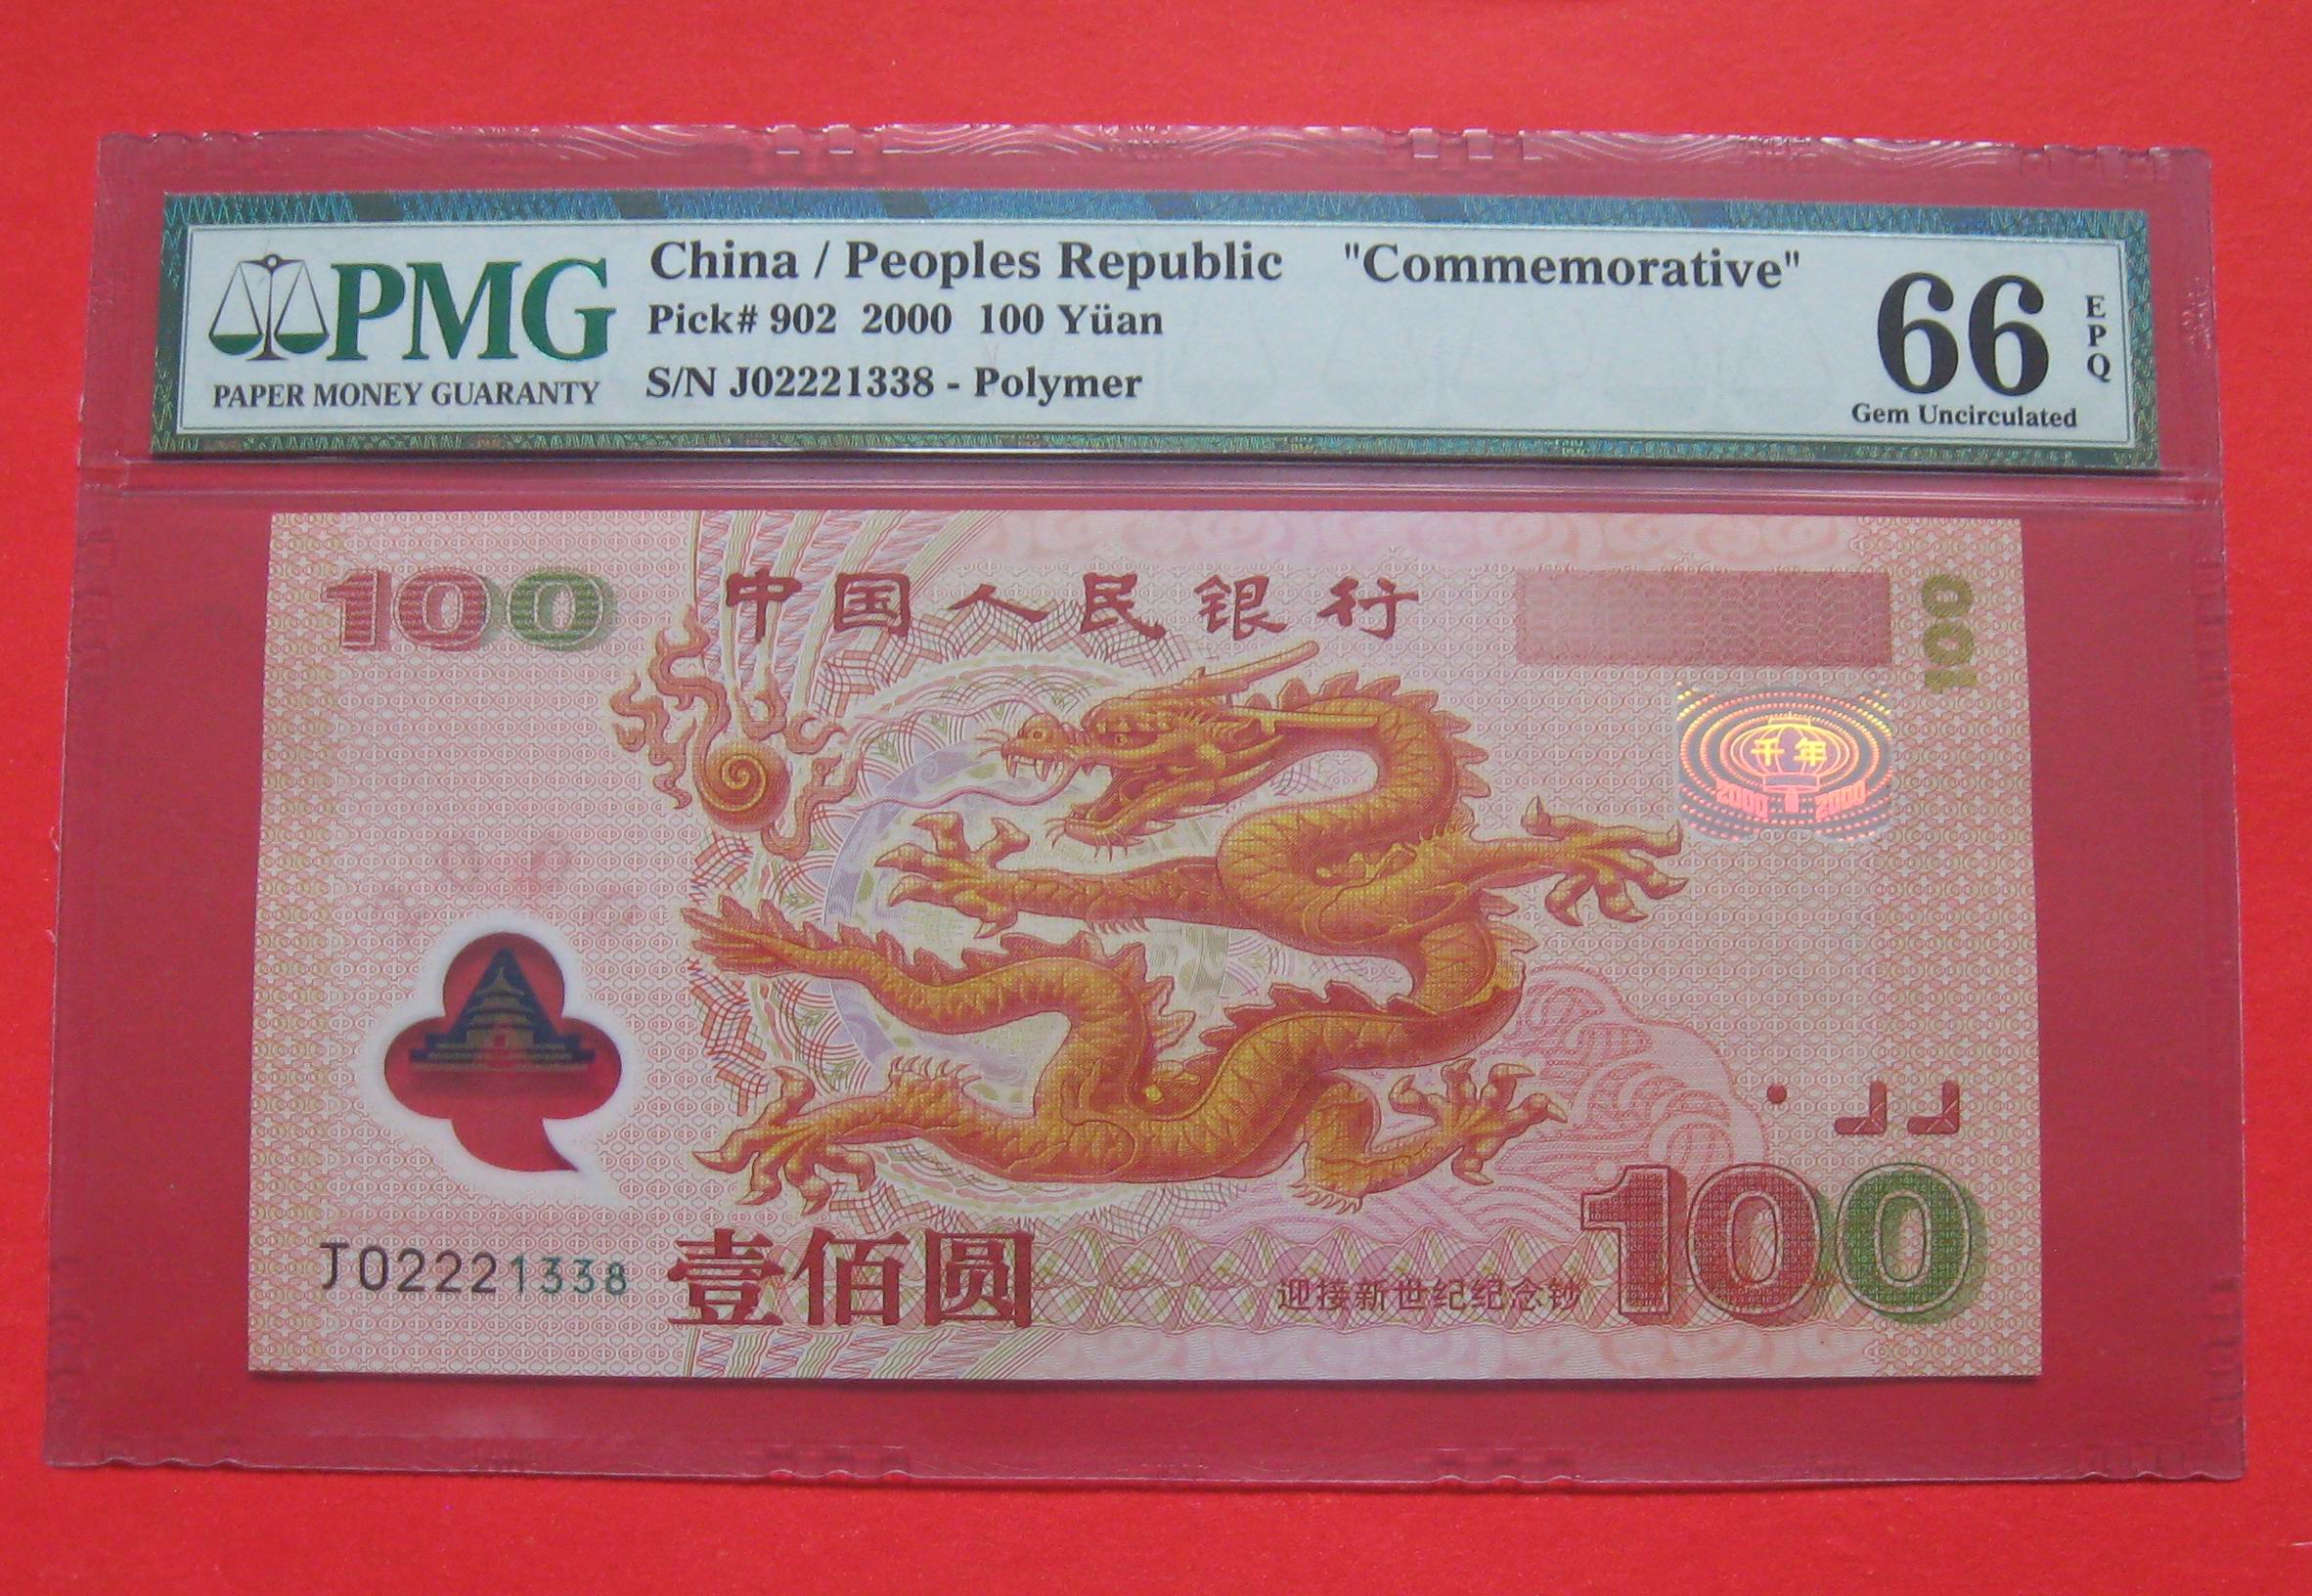 China / Peoples Republic "Commemorative"
PMG
Pick# 902 2000 100 Yüan
66
EPQ
PAPER MONEY GUARANTY
S/N J02221338 - Polymer
Gem Uncirculated
100
中国人民银行
100
千年
2000 2000
2000
J02221338
壹佰圆
迎接新世纪纪念钞
100